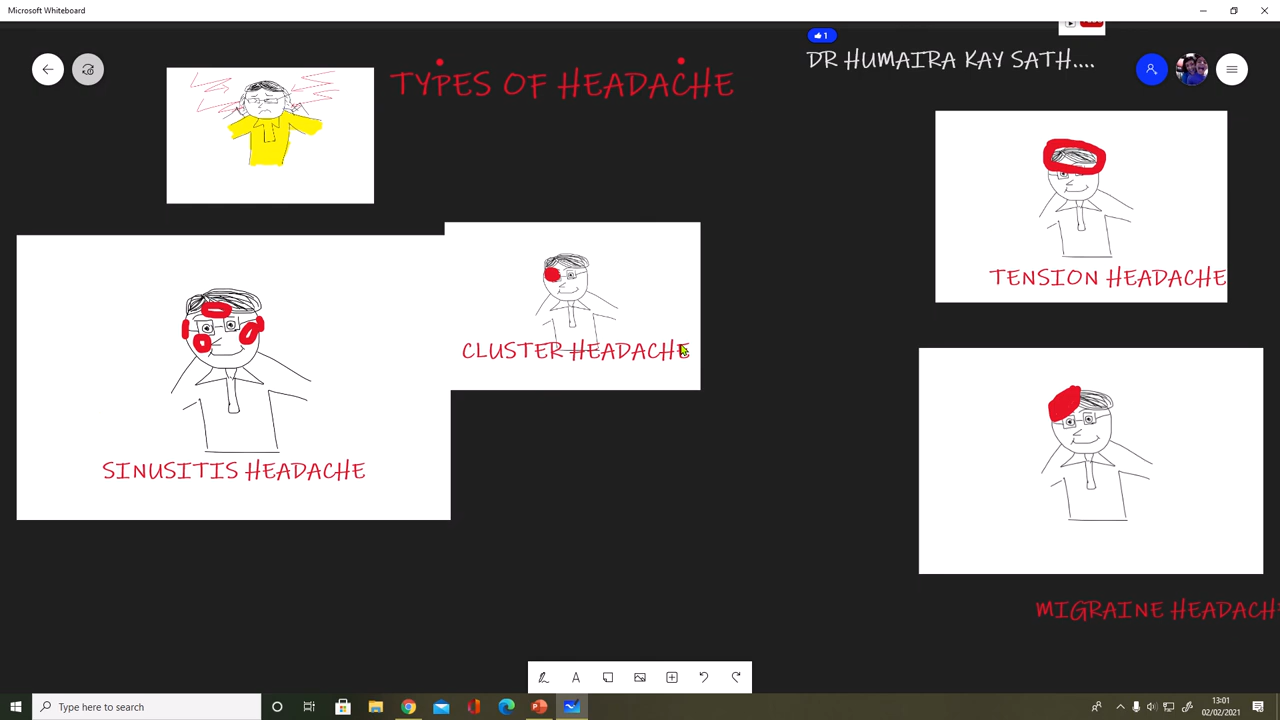 Microsoft Whiteboard
1
DR HUMAIRA KAY SATH....
TYPES OF HEADACHE
TENSION HEADACHE
CLUSTER HEADACHE
SINUSITIS HEADACHE
MIGRAINE HEADACH
A
Type here to search
13:01
02/02/2021